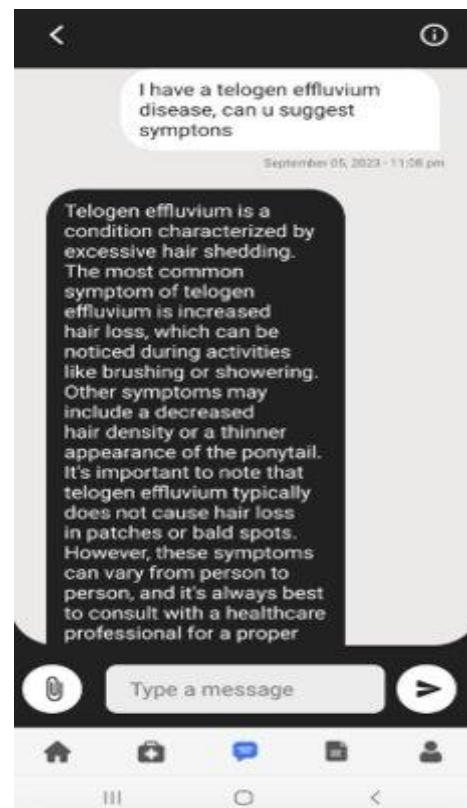 I have a telogen effluvium
disease, can u suggest
symptons
September 05, 2023 - 11:08 pm
Telogen effluvium is a
condition characterized by
excessive hair shedding.
The most common
symptom of telogen
effluvium is increased
hair loss, which can be
noticed during activities
like brushing or showering.
Other symptoms may
include a decreased
hair density or a thinner
appearance of the ponytail.
It's important to note that
telogen effluvium typically
does not cause hair loss
in patches or bald spots.
However, these symptoms
can vary from person to
person, and it's always best
to consult with a healthcare
professional for a proper
Type a message